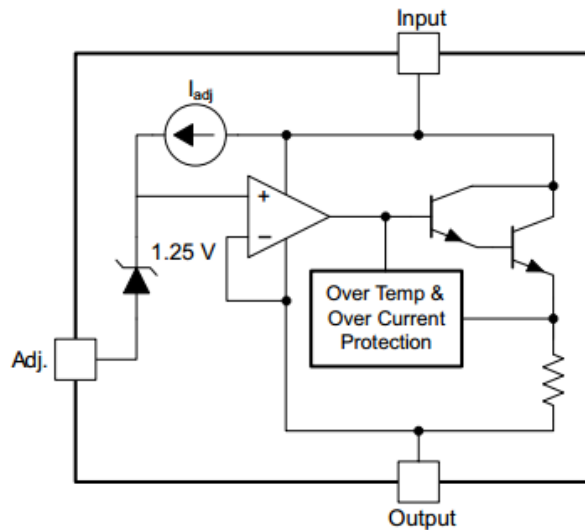 Input
Iadj
+
−
1.25 V
Over Temp &
Over Current
Protection
Adj.
Output